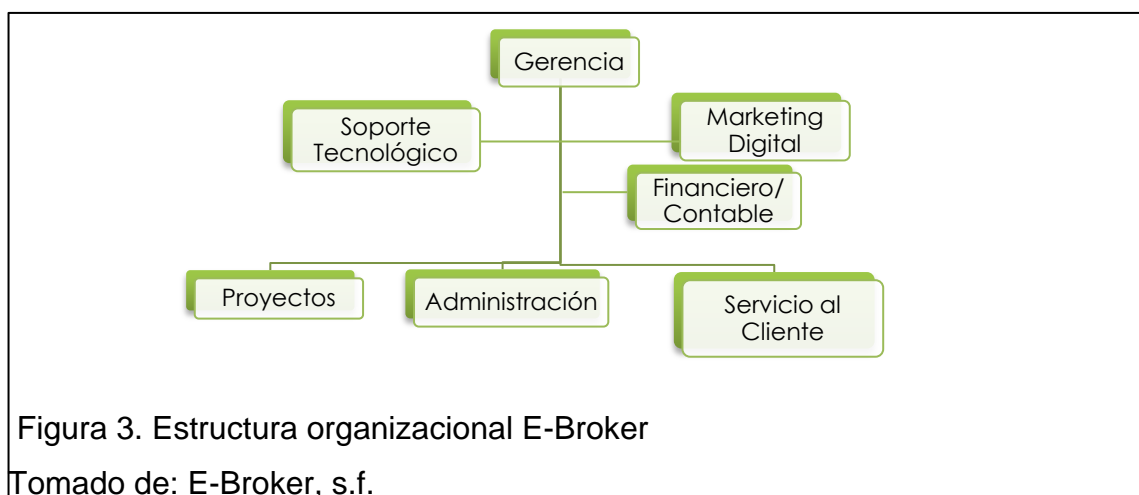 Gerencia
Soporte
Tecnológico
Marketing
Digital
Financiero/
Contable
Proyectos
Administración
Servicio al
Cliente
Figura 3. Estructura organizacional E-Broker
Tomado de: E-Broker, s.f.